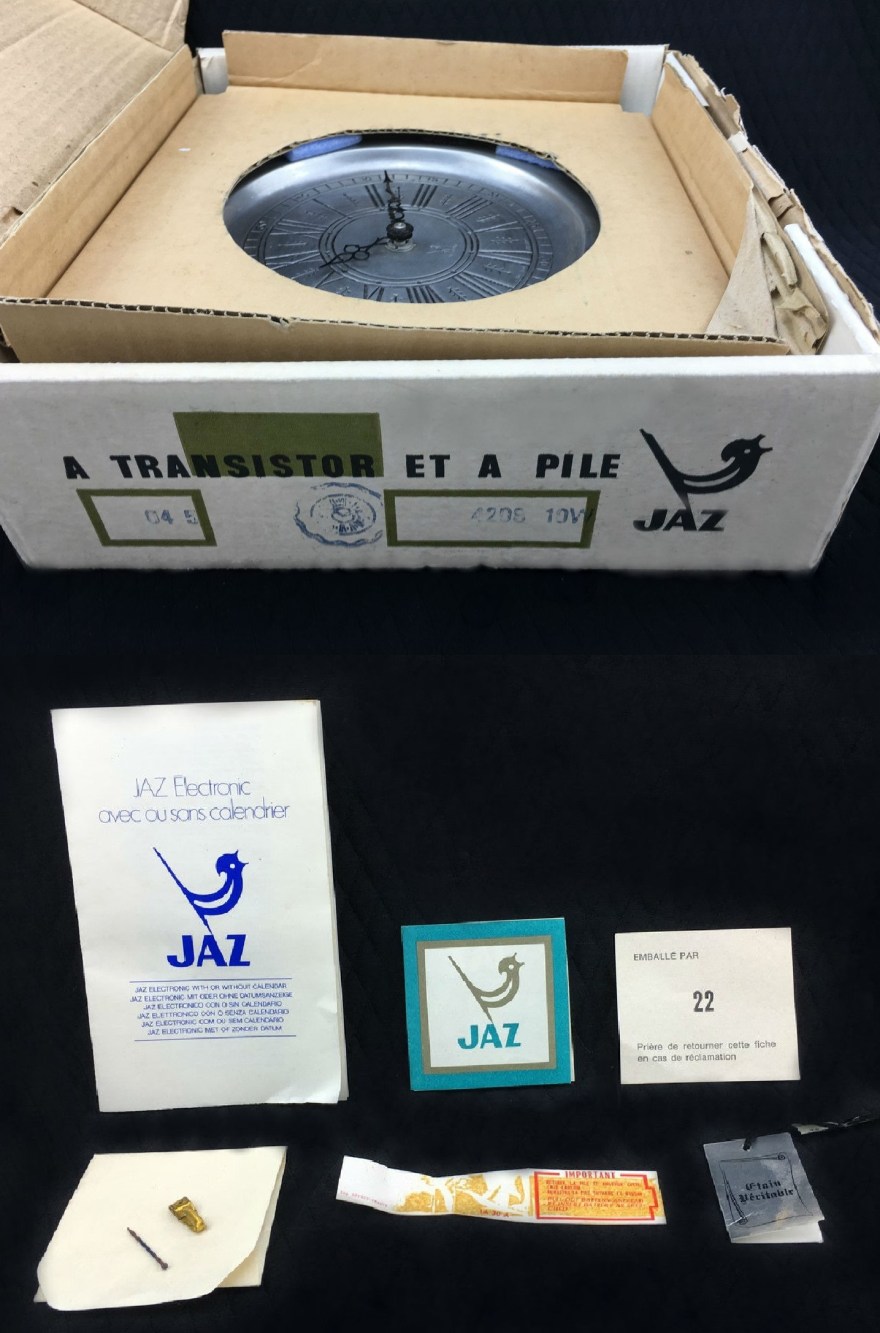 A TRANSISTOR ET A PILE
04 5
4208 10W
JAZ
JAZ Electronic
avec ou sans calendrier
JAZ
JAZ ELECTRONIC WITH OR WITHOUT CALENDAR
JAZ ELECTRONIC MIT ODER OHNE DATUMSANZEIGE
JAZ ELECTRONICO CON O SIN CALENDARIO
JAZ ELETTRONICO CON O SENZA CALENDARIO
JAZ ELECTRONIC COM OU SEM CALENDARIO
JAZ ELECTRONIC MET OF ZONDER DATUM
JAZ
EMBALLÉ PAR
22
Prière de retourner cette fiche
en cas de réclamation
IMPORTANT
Etain
Véritable